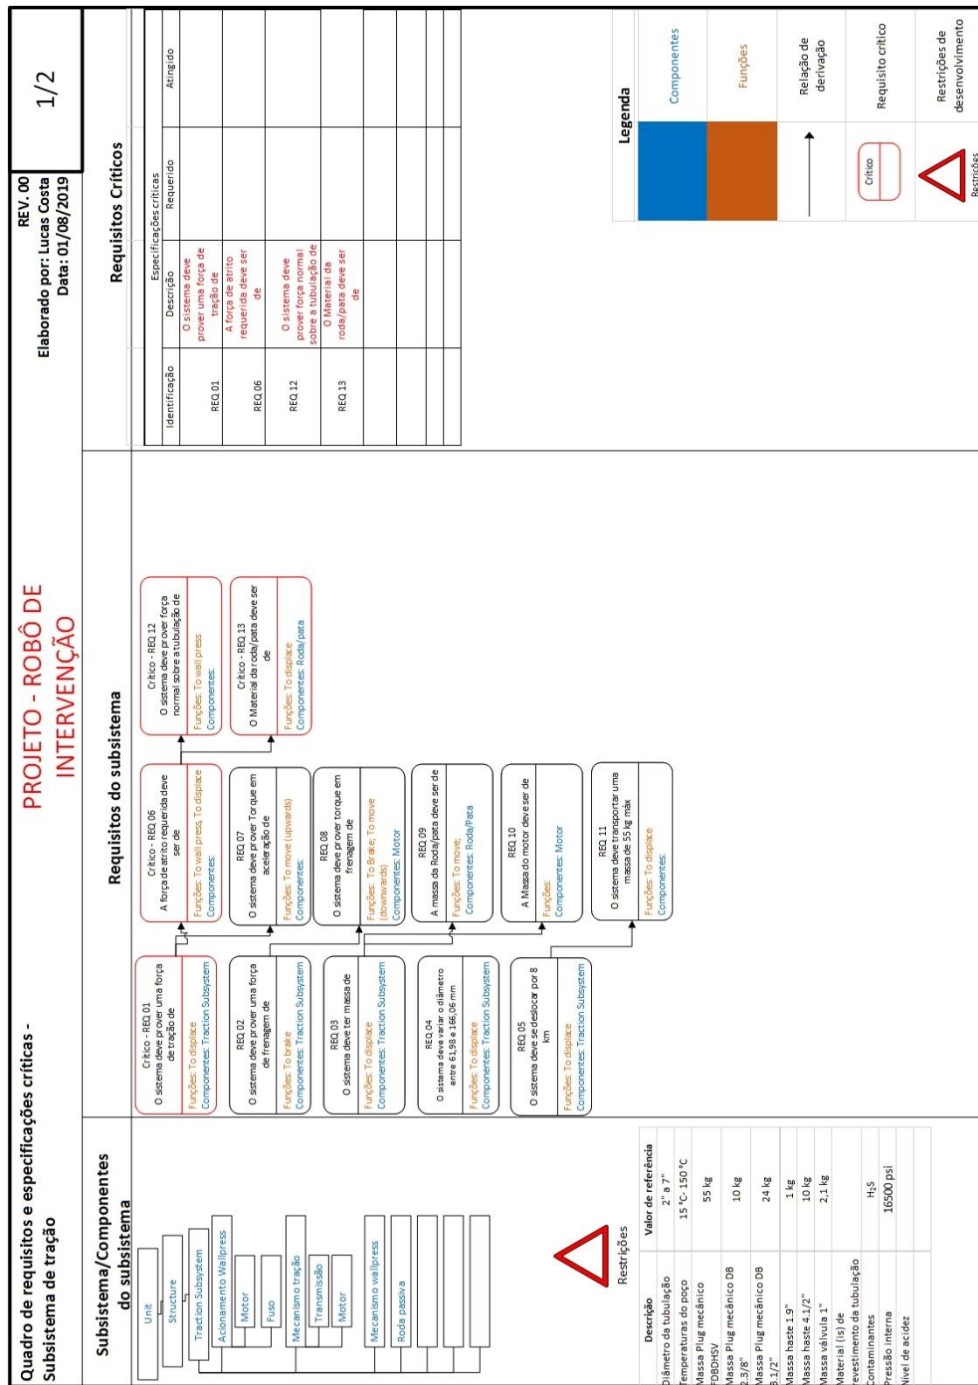 Quadro de requisitos e especificações críticas -
Subsistema de tração
PROJETO - ROBÔ DE
INTERVENÇÃO
REV. 00
Elaborado por: Lucas Costa
Data: 01/08/2019
1/2
Subsistema/Componentes
do subsistema
Unit
Structure
Traction Subsystem
Acionamento Wallpress
Motor
Fuso
Mecanismo tração
Transmissão
Motor
Mecanismo wallpress
Roda passiva
Restrições
Descrição Valor de referência
Diâmetro da tubulação 2" a 7"
Temperaturas do poço 15 °C- 150 °C
Massa Plug mecânico
FDBDHSV 55 kg
Massa Plug mecânico DB
2.3/8" 10 kg
Massa Plug mecânico DB
3.1/2" 24 kg
Massa haste 1.9" 1 kg
Massa haste 4.1/2" 10 kg
Massa válvula 1" 2,1 kg
Material (is) de
revestimento da tubulação
Contaminantes H₂S
Pressão interna 16500 psi
Nível de acidez
Requisitos do subsistema
Crítico - REQ 01
O sistema deve prover uma força
de tração de
Funções: To displace
Componentes: Traction Subsystem
REQ 02
O sistema deve prover uma força
de frenagem de
Funções: To brake
Componentes: Traction Subsystem
REQ 03
O sistema deve ter massa de
Funções: To displace
Componentes: Traction Subsystem
REQ 04
O sistema deve variar o diâmetro
entre 61,98 e 166,06 mm
Funções: To displace
Componentes: Traction Subsystem
REQ 05
O sistema deve se deslocar por 8
km
Funções: To displace
Componentes: Traction Subsystem
Crítico - REQ 06
A força de atrito requerida deve
ser de
Funções: To wall press, To displace
Componentes:
REQ 07
O sistema deve prover Torque em
aceleração de
Funções: To move (upwards)
Componentes:
REQ 08
O sistema deve prover torque em
frenagem de
Funções: To Brake; To move
(downwards)
Componentes: Motor
REQ 09
A massa da Roda/pata deve ser de
Funções: To move;
Componentes: Roda/Pata
REQ 10
A Massa do motor deve ser de
Funções:
Componentes: Motor
REQ 11
O sistema deve transportar uma
massa de 55 kg máx
Funções: To displace
Componentes:
Crítico - REQ 12
O sistema deve prover força
normal sobre a tubulação de
Funções: To wall press
Componentes:
Crítico - REQ 13
O Material da roda/pata deve ser
de
Funções: To displace
Componentes: Roda/pata
Requisitos Críticos
Especificações críticas
Identificação Descrição Requerido Atingido
REQ 01 O sistema deve
prover uma força de
tração de
REQ 06 A força de atrito
requerida deve ser
de
REQ 12 O sistema deve
prover força normal
sobre a tubulação de
REQ 13 O Material da
roda/pata deve ser
de
Legenda
Componentes
Funções
Relação de
derivação
Crítico
Requisito crítico
Restrições
Restrições de
desenvolvimento